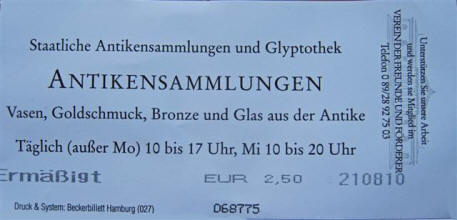 Staatliche Antikensammlungen und Glyptothek
ANTIKENSAMMLUNGEN
Vasen, Goldschmuck, Bronze und Glas aus der Antike
Täglich (außer Mo) 10 bis 17 Uhr, Mi 10 bis 20 Uhr
Ermäßigt EUR 2,50 210810
Druck & System: Beckerbillett Hamburg (027) 068775
Unterstützen Sie unsere Arbeit
und werden sie Mitglied im
VEREIN DER FREUNDE UND FÖRDERER
Telefon 0 89/28 92 75 03